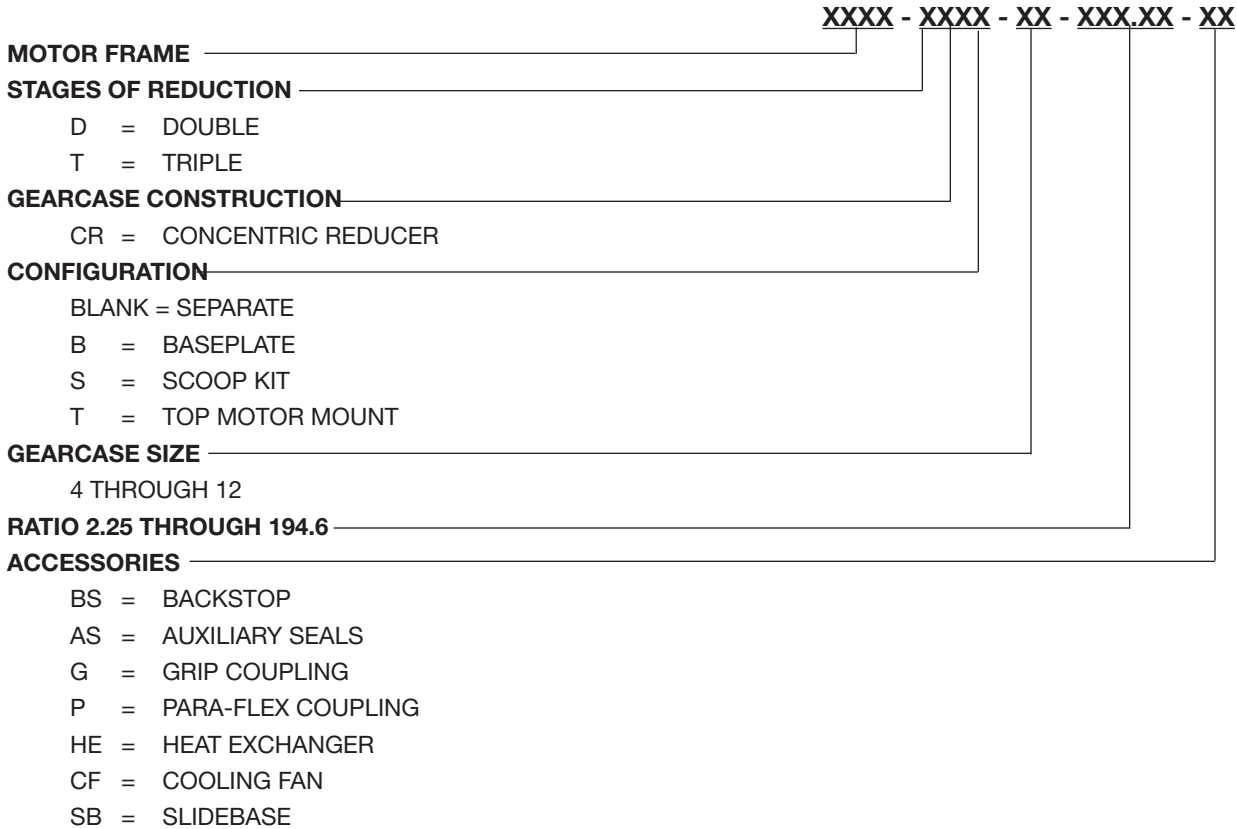 XXXX - XXXX - XX - XXX.XX - XX
MOTOR FRAME
STAGES OF REDUCTION
D = DOUBLE
T = TRIPLE
GEARCASE CONSTRUCTION
CR = CONCENTRIC REDUCER
CONFIGURATION
BLANK = SEPARATE
B = BASEPLATE
S = SCOOP KIT
T = TOP MOTOR MOUNT
GEARCASE SIZE
4 THROUGH 12
RATIO 2.25 THROUGH 194.6
ACCESSORIES
BS = BACKSTOP
AS = AUXILIARY SEALS
G = GRIP COUPLING
P = PARA-FLEX COUPLING
HE = HEAT EXCHANGER
CF = COOLING FAN
SB = SLIDEBASE